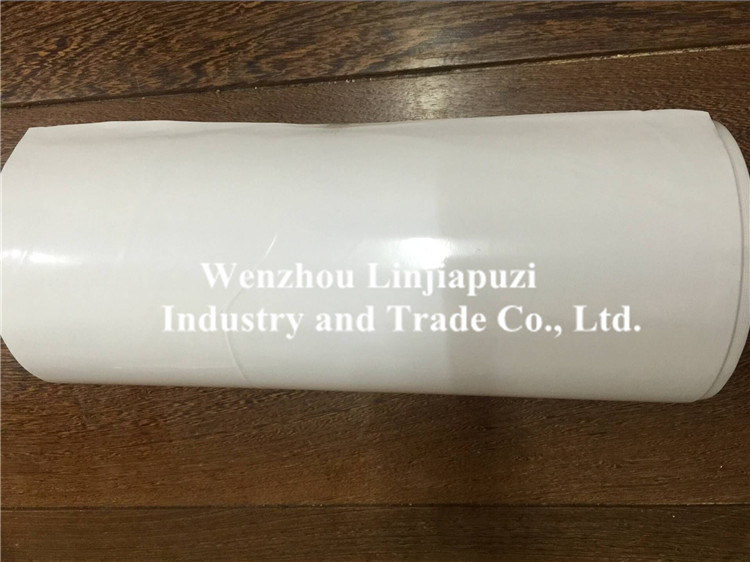 Wenzhou Linjiapuzi
Industry and Trade Co., Ltd.